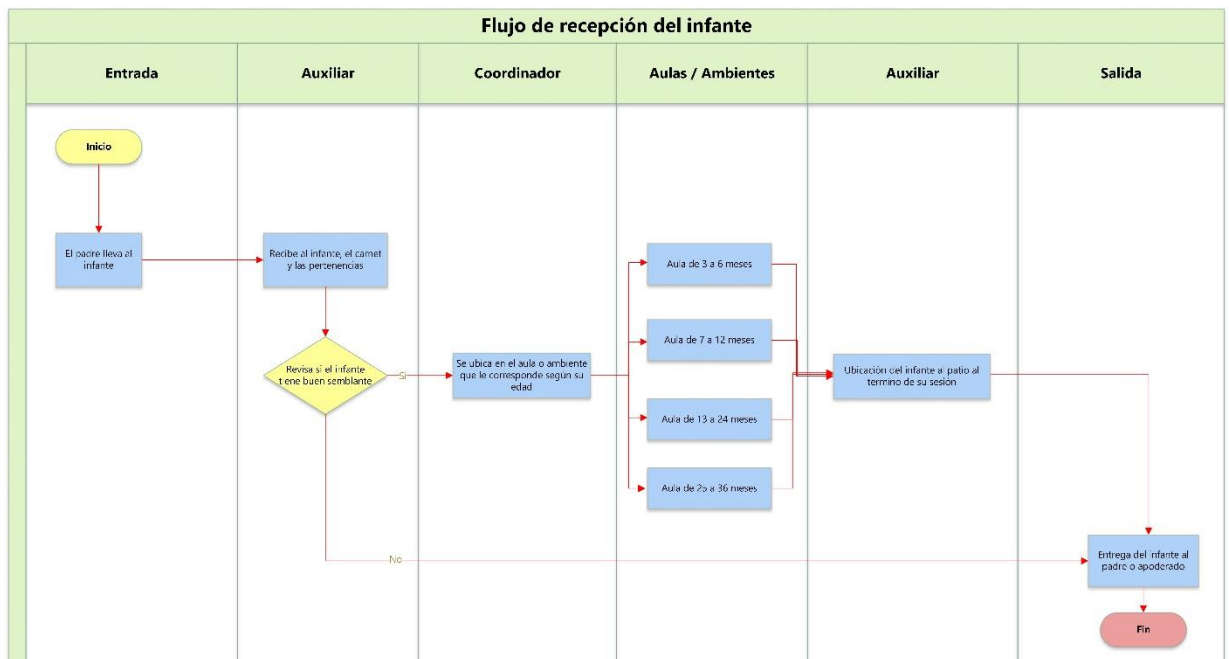 Flujo de recepción del infante
Entrada
Auxiliar
Coordinador
Aulas / Ambientes
Auxiliar
Salida
Inicio
El padre lleva al
infante
Recibe al infante, el carnet
y las pertenencias
Revisa si el infante
tiene buen semblante
Si
Se ubica en el aula o ambiente
que le corresponde según su
edad
Aula de 3 a 6 meses
Aula de 7 a 12 meses
Aula de 13 a 24 meses
Aula de 25 a 36 meses
Ubicación del infante al patio al
termino de su sesión
No
Entrega del infante al
padre o apoderado
Fin